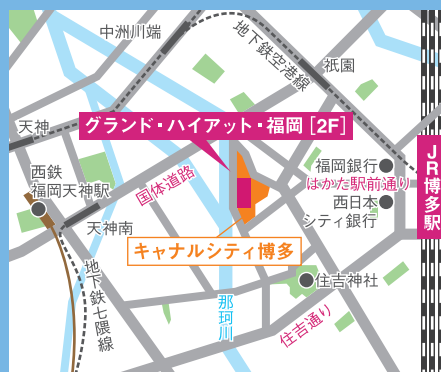 中洲川端
地下鉄空港線
祇園
天神
グランド・ハイアット・福岡[2F]
JR博多駅
福岡銀行
はかた駅前通り
西日本
シティ銀行
西鉄
福岡天神駅
国体道路
天神南
キャナルシティ博多
地下鉄七隈線
那珂川
住吉神社
住吉通り